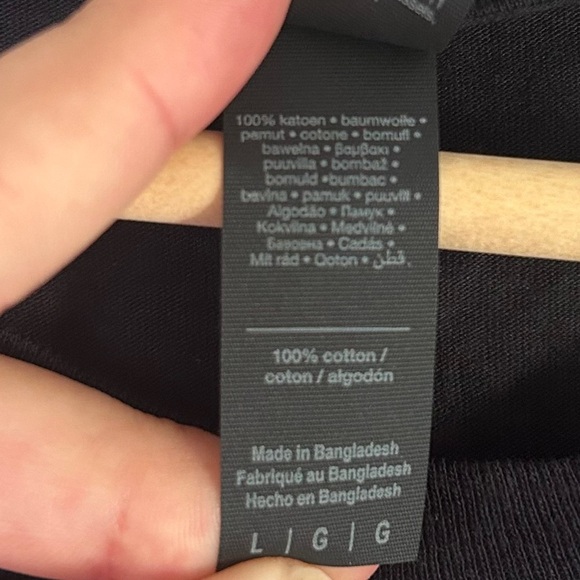 100% katoen • baumwolle •
pamut • cotone • bomull •
bawełna • βαμβακι •
puuvilla • bombaž •
bomuld • bumbac •
bavlna • pamuk • puuvill •
Algodão • Памук •
Kokvilna • Medvilnė •
Бавовна • Cadás •
Mit rád • Qoton • قطن.
100% cotton /
coton / algodón
Made in Bangladesh
Fabriqué au Bangladesh
Hecho en Bangladesh
L | G | G